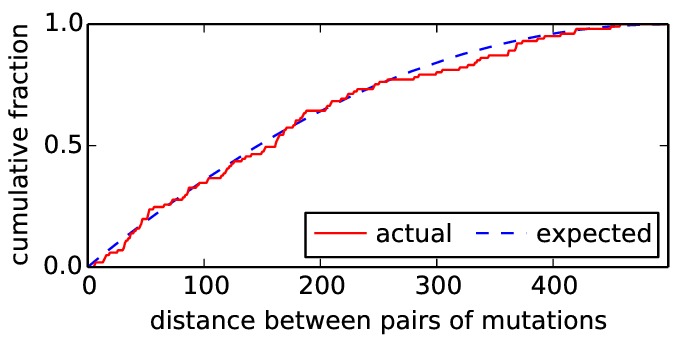 1.0
0.5
0.0
cumulative fraction
actual expected
0 100 200 300 400
distance between pairs of mutations